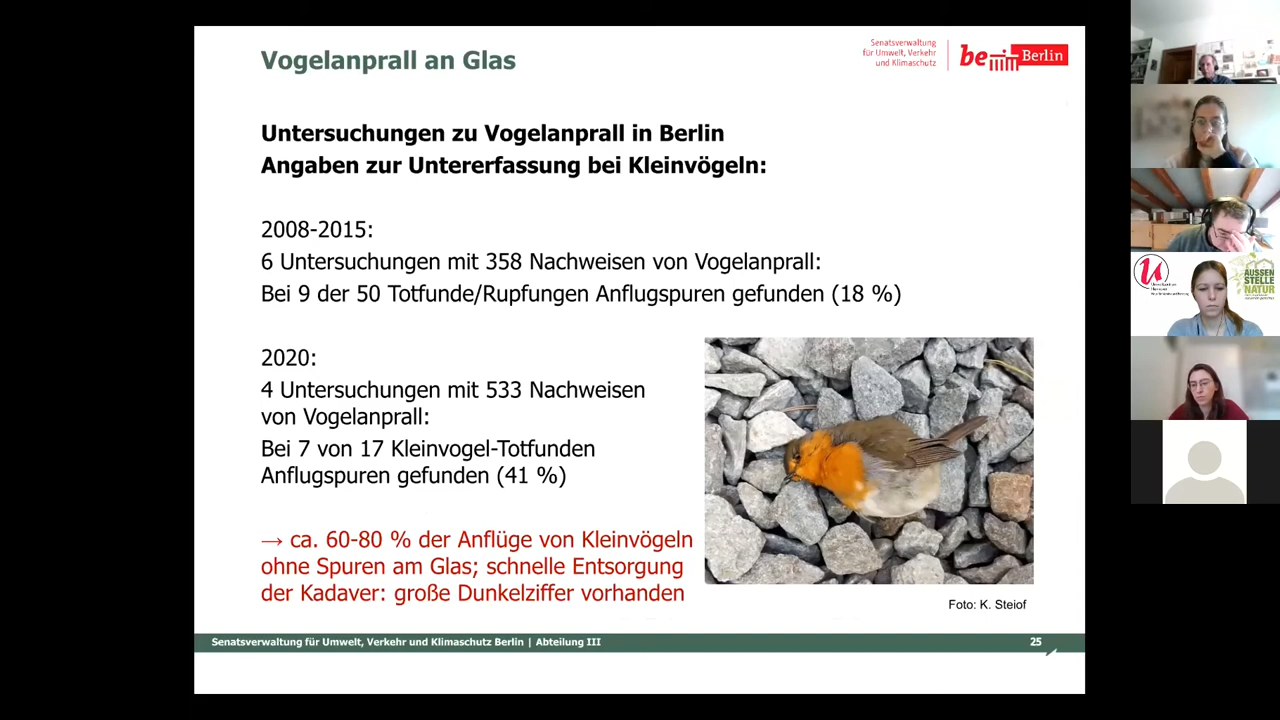 Vogelanprall an Glas
Senatsverwaltung
für Umwelt, Verkehr
und Klimaschutz
be Berlin
Untersuchungen zu Vogelanprall in Berlin
Angaben zur Untererfassung bei Kleinvögeln:
2008-2015:
6 Untersuchungen mit 358 Nachweisen von Vogelanprall:
Bei 9 der 50 Totfunde/Rupfungen Anflugspuren gefunden (18 %)
2020:
4 Untersuchungen mit 533 Nachweisen
von Vogelanprall:
Bei 7 von 17 Kleinvogel-Totfunden
Anflugspuren gefunden (41 %)
→ ca. 60-80 % der Anflüge von Kleinvögeln
ohne Spuren am Glas; schnelle Entsorgung
der Kadaver: große Dunkelziffer vorhanden
Foto: K. Steiof
Senatsverwaltung für Umwelt, Verkehr und Klimaschutz Berlin | Abteilung III
25
AUSSEN
STELLE
NATUR